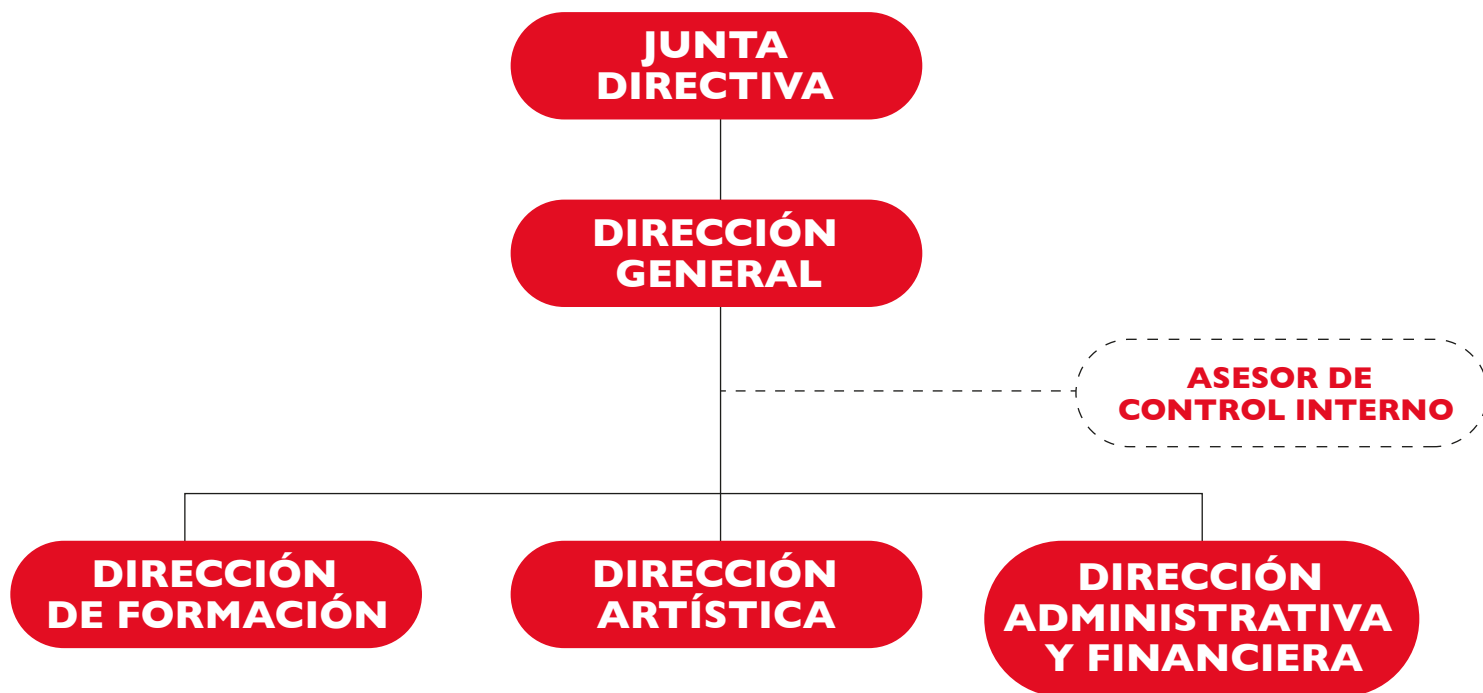 JUNTA
DIRECTIVA
DIRECCIÓN
GENERAL
ASESOR DE
CONTROL INTERNO
DIRECCIÓN
DE FORMACIÓN
DIRECCIÓN
ARTÍSTICA
DIRECCIÓN
ADMINISTRATIVA
Y FINANCIERA